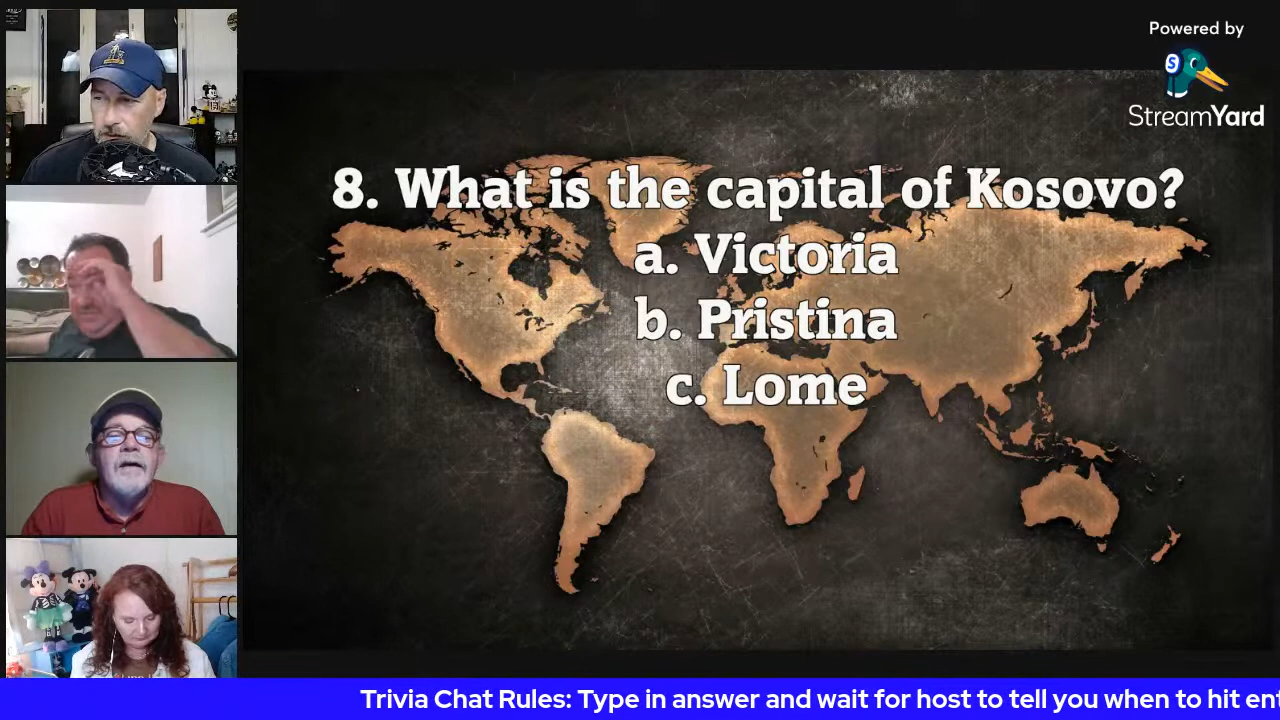 Powered by
StreamYard
8. What is the capital of Kosovo?
a. Victoria
b. Pristina
c. Lome
Trivia Chat Rules: Type in answer and wait for host to tell you when to hit ent